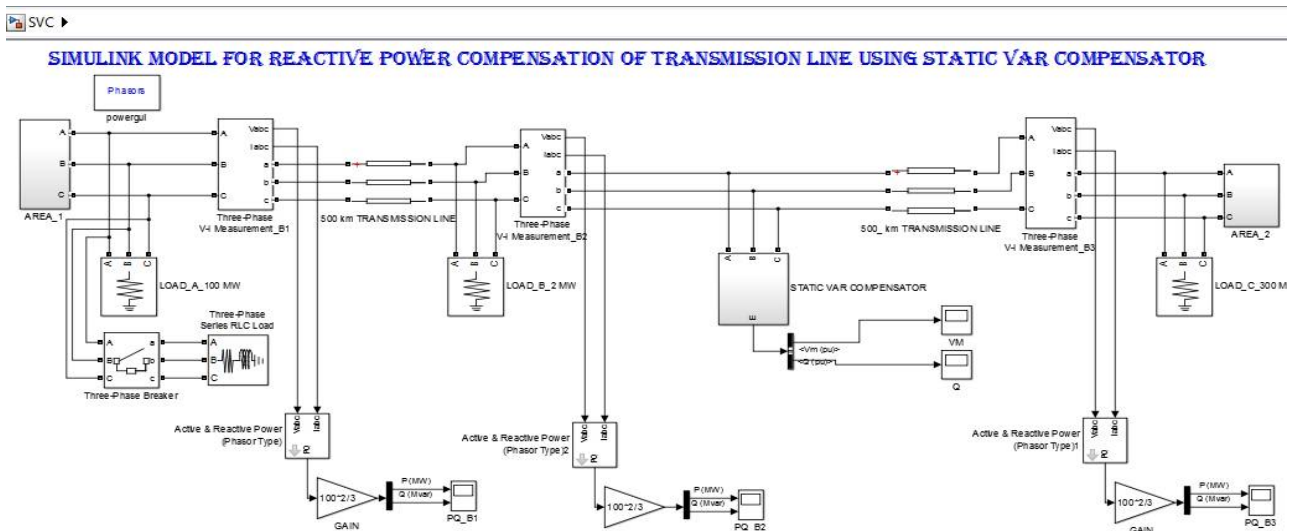 SVC
SIMULINK MODEL FOR REACTIVE POWER COMPENSATION OF TRANSMISSION LINE USING STATIC VAR COMPENSATOR
Phasors
powergui
A
B
C
AREA_1
A
B
C
Vabc
Iabc
a
b
c
Three-Phase
V-I Measurement_B1
500 km TRANSMISSION LINE
A
B
C
Vabc
Iabc
a
b
c
Three-Phase
V-I Measurement_B2
500_ km TRANSMISSION LINE
A
B
C
Vabc
Iabc
a
b
c
Three-Phase
V-I Measurement_B3
A
B
C
AREA_2
A B C
LOAD_A_100 MW
A B C
LOAD_B_2 MW
A B C
STATIC VAR COMPENSATOR
E
A B C
LOAD_C_300 M
<Vm (pu)>
<Q (pu)>
VM
Q
A
B
C
a
b
c
Three-Phase Breaker
Three-Phase
Series RLC Load
A
B
C
Vabc
Iabc
PQ
Active & Reactive Power
(Phasor Type)
100^2/3
GAIN
P (MW)
Q (Mvar)
PQ_B1
Vabc
Iabc
PQ
Active & Reactive Power
(Phasor Type)2
100^2/3
P (MW)
Q (Mvar)
PQ_B2
Vabc
Iabc
PQ
Active & Reactive Power
(Phasor Type)1
100^2/3
GAIN
P (MW)
Q (Mvar)
PQ_B3